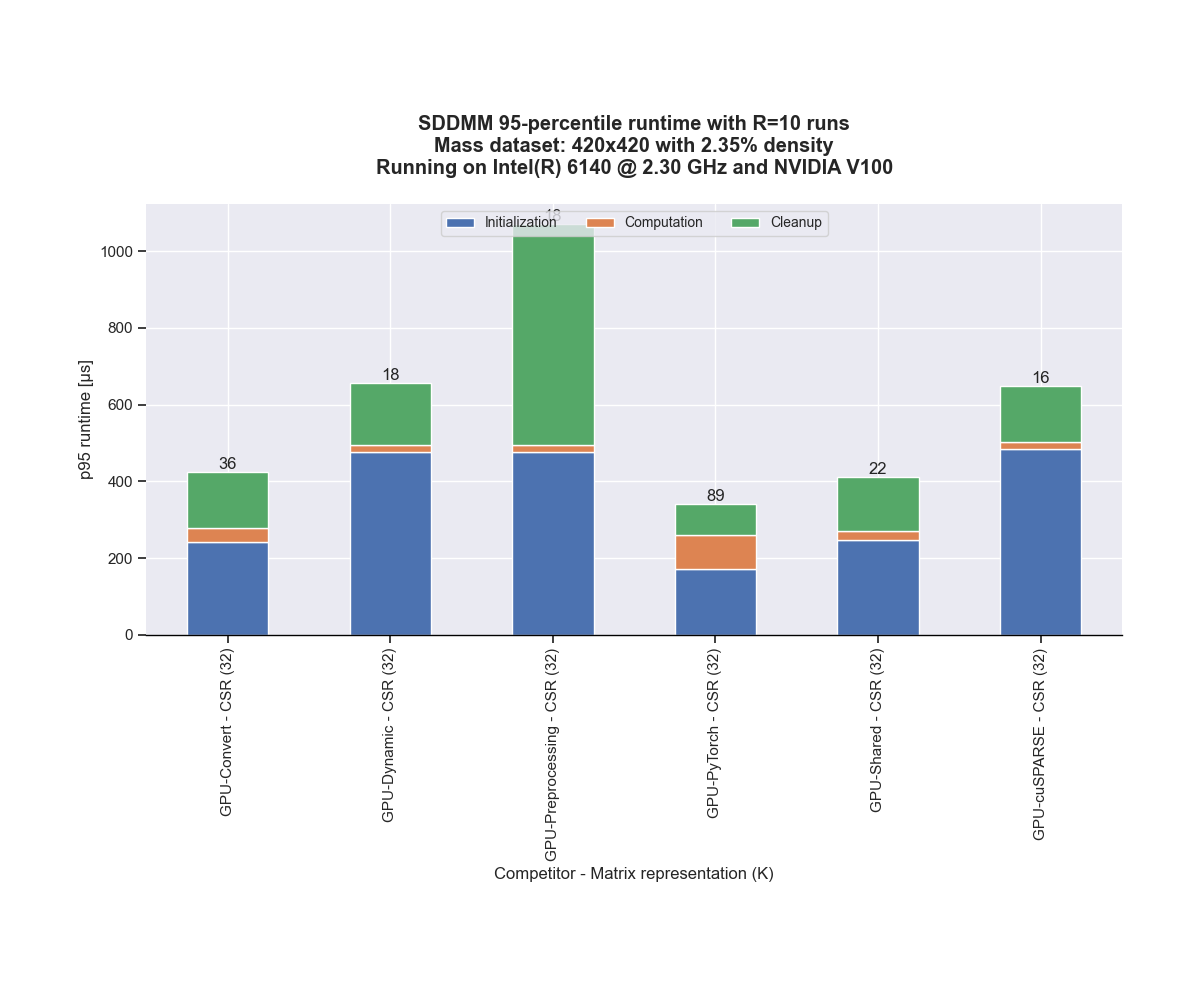 SDDMM 95-percentile runtime with R=10 runs
Mass dataset: 420x420 with 2.35% density
Running on Intel(R) 6140 @ 2.30 GHz and NVIDIA V100
18
Initialization Computation Cleanup
p95 runtime [µs]
1000
800
600
400
200
0
36
18
89
22
16
GPU-Convert - CSR (32)
GPU-Dynamic - CSR (32)
GPU-Preprocessing - CSR (32)
GPU-PyTorch - CSR (32)
GPU-Shared - CSR (32)
GPU-cuSPARSE - CSR (32)
Competitor - Matrix representation (K)